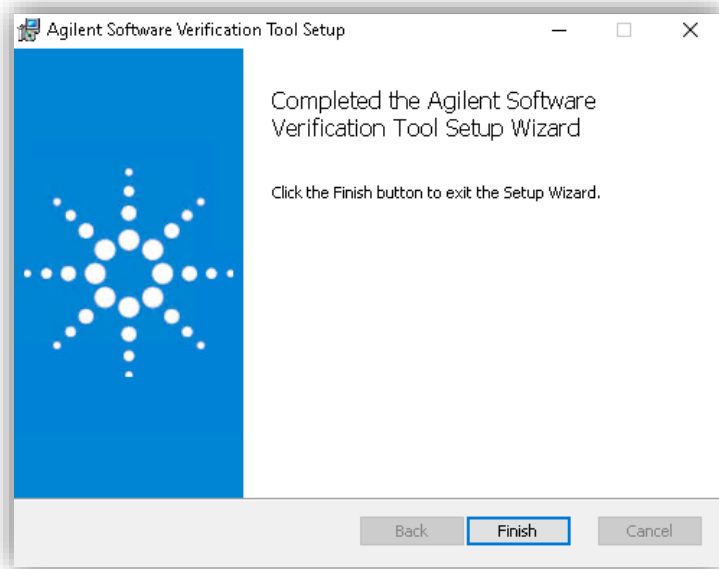 Agilent Software Verification Tool Setup
Completed the Agilent Software
Verification Tool Setup Wizard
Click the Finish button to exit the Setup Wizard.
Back Finish Cancel